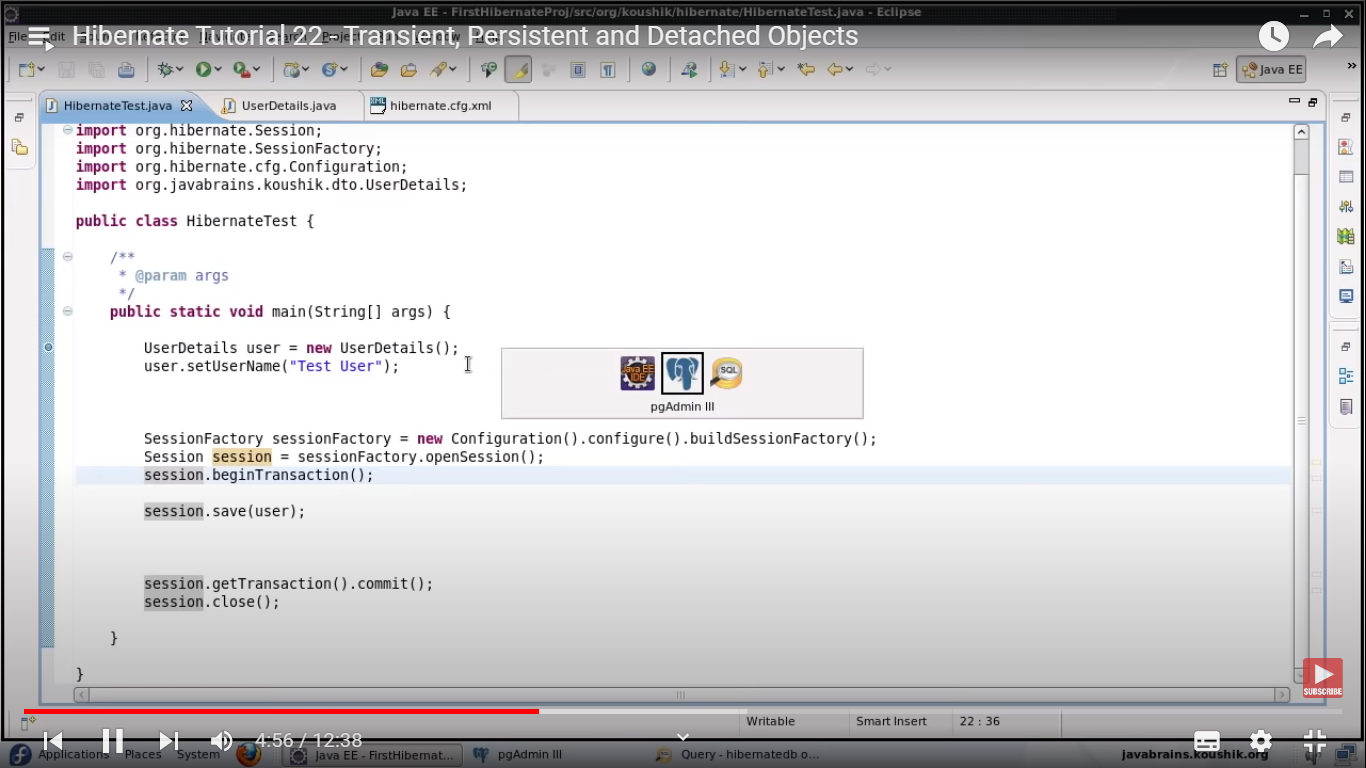 Java EE - FirstHibernateProj/src/org/koushik/hibernate/HibernateTest.java - Eclipse
Hibernate Tutorial 22 - Transient, Persistent and Detached Objects
File
Java EE
HibernateTest.java
UserDetails.java
hibernate.cfg.xml
import org.hibernate.Session;
import org.hibernate.SessionFactory;
import org.hibernate.cfg.Configuration;
import org.javabrains.koushik.dto.UserDetails;
public class HibernateTest {
/**
* @param args
*/
public static void main(String[] args) {
UserDetails user = new UserDetails();
user.setUserName("Test User");
Java EE
IDE
SQL
pgAdmin III
SessionFactory sessionFactory = new Configuration().configure().buildSessionFactory();
Session session = sessionFactory.openSession();
session.beginTransaction();
session.save(user);
session.getTransaction().commit();
session.close();
}
}
SUBSCRIBE
Writable
Smart Insert
22 : 36
4:56 / 12:38
Applications Places System
Java EE - FirstHibernat...
pgAdmin III
Query - hibernatedb o...
javabrains.koushik.org